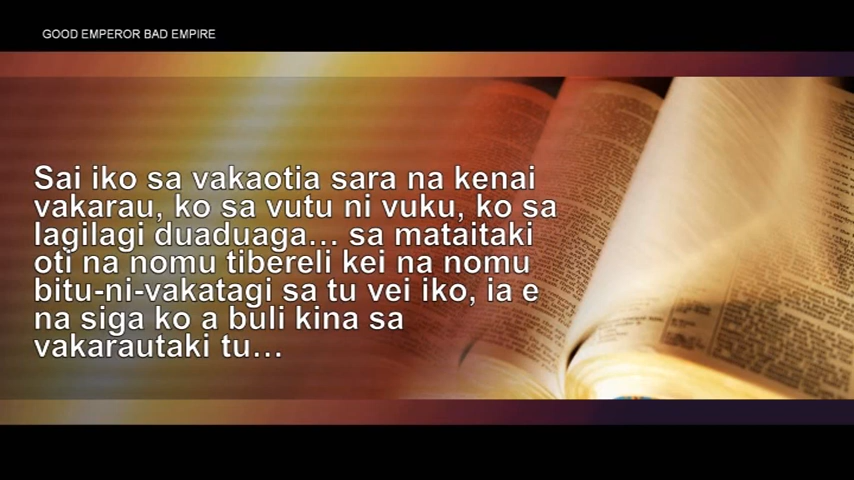 GOOD EMPEROR BAD EMPIRE
Sai iko sa vakaotia sara na kenai
vakarau, ko sa vutu ni vuku, ko sa
lagilagi duaduaga... sa mataitaki
oti na nomu tibereli kei na nomu
bitu-ni-vakatagi sa tu vei iko, ia e
na siga ko a buli kina sa
vakarautaki tu...